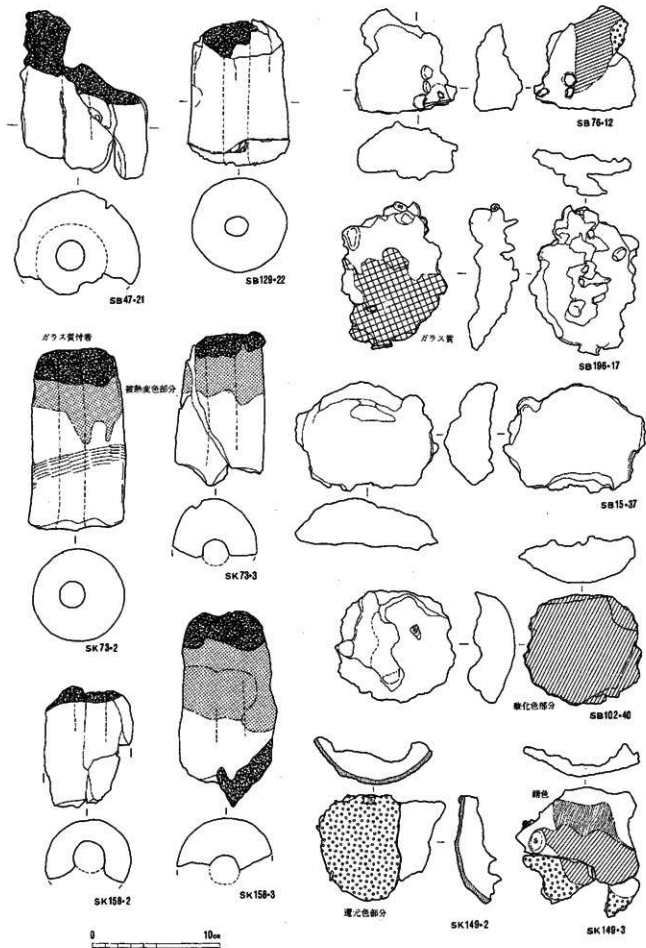 SB76-12
SB47-21
SB129-22
ガラス質
SB196-17
ガラス質付着
被熱変色部分
SK73-3
SB15-37
SK73-2
酸化色部分
SB102-40
錆色
SK158-2
SK158-3
還元色部分
SK149-2
SK149-3
0 10cm